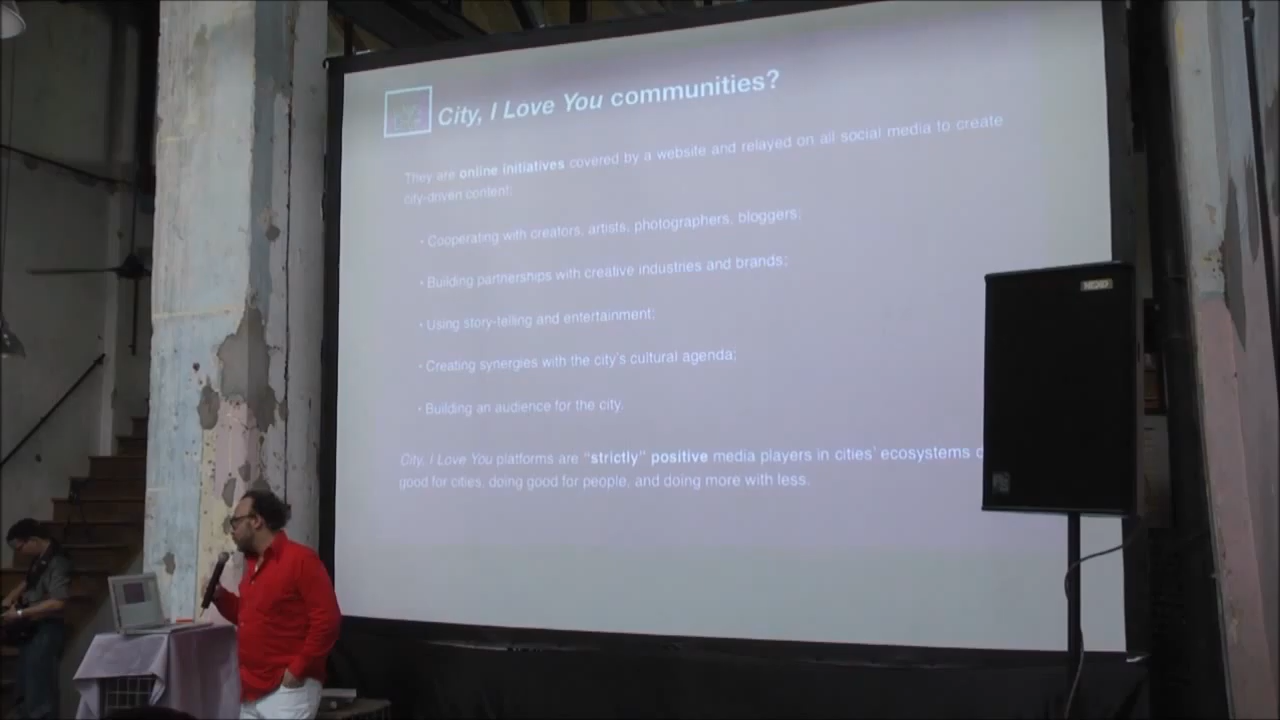 City, I Love You communities?
They are online initiatives covered by a website and relayed on all social media to create
city-driven content:
• Cooperating with creators, artists, photographers, bloggers;
• Building partnerships with creative industries and brands;
• Using story-telling and entertainment;
• Creating synergies with the city's cultural agenda;
• Building an audience for the city.
City, I Love You platforms are "strictly" positive media players in cities' ecosystems
good for cities, doing good for people, and doing more with less.
NEXO